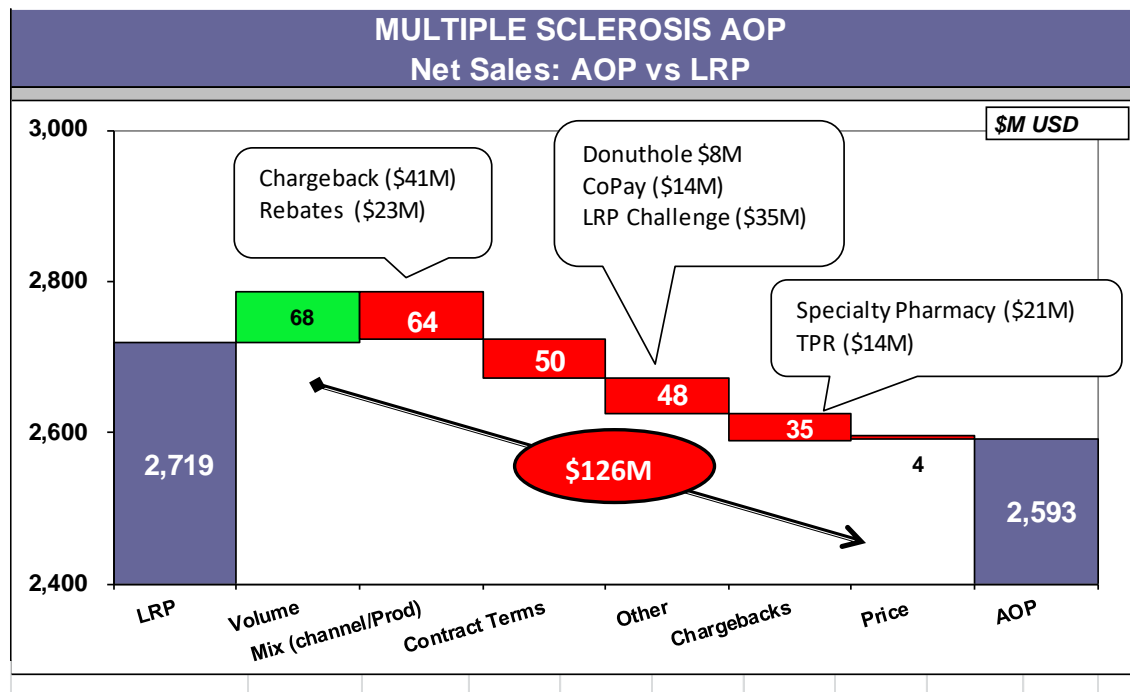 MULTIPLE SCLEROSIS AOP
Net Sales: AOP vs LRP
$M USD
3,000
2,800
2,600
2,400
Chargeback ($41M)
Rebates ($23M)
Donuthole $8M
CoPay ($14M)
LRP Challenge ($35M)
Specialty Pharmacy ($21M)
TPR ($14M)
2,719
68
64
50
48
35
4
2,593
$126M
LRP
Volume
Mix (channel/Prod)
Contract Terms
Other
Chargebacks
Price
AOP